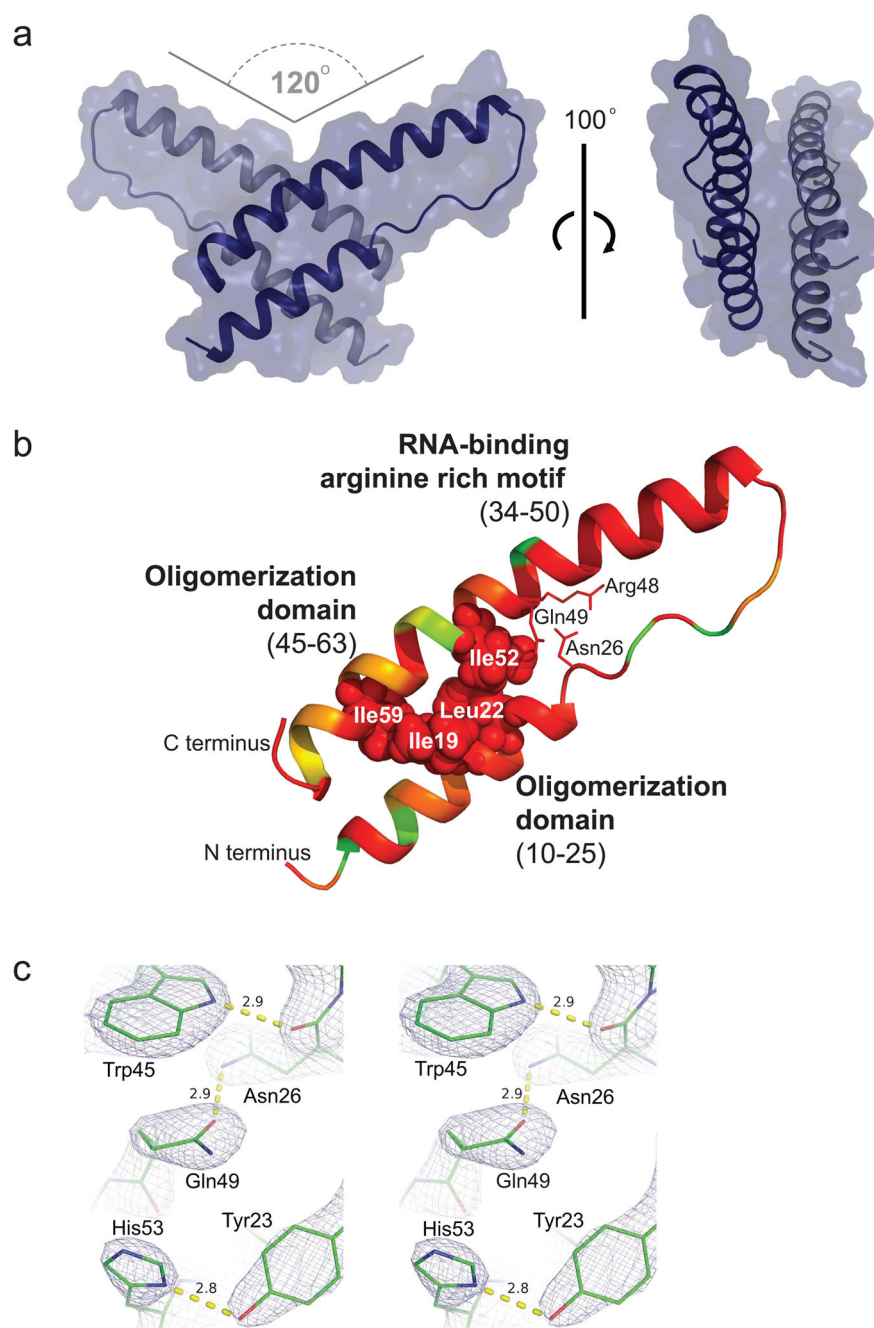 a
120°
100°
b
RNA-binding
arginine rich motif
(34-50)
Oligomerization
domain
(45-63)
Arg48
Gln49
Asn26
Ile52
Ile59
Leu22
Ile19
C terminus
Oligomerization
domain
(10-25)
N terminus
c
2.9
Trp45
Asn26
2.9
Gln49
His53
Tyr23
2.8
2.9
Trp45
Asn26
2.9
Gln49
His53
Tyr23
2.8